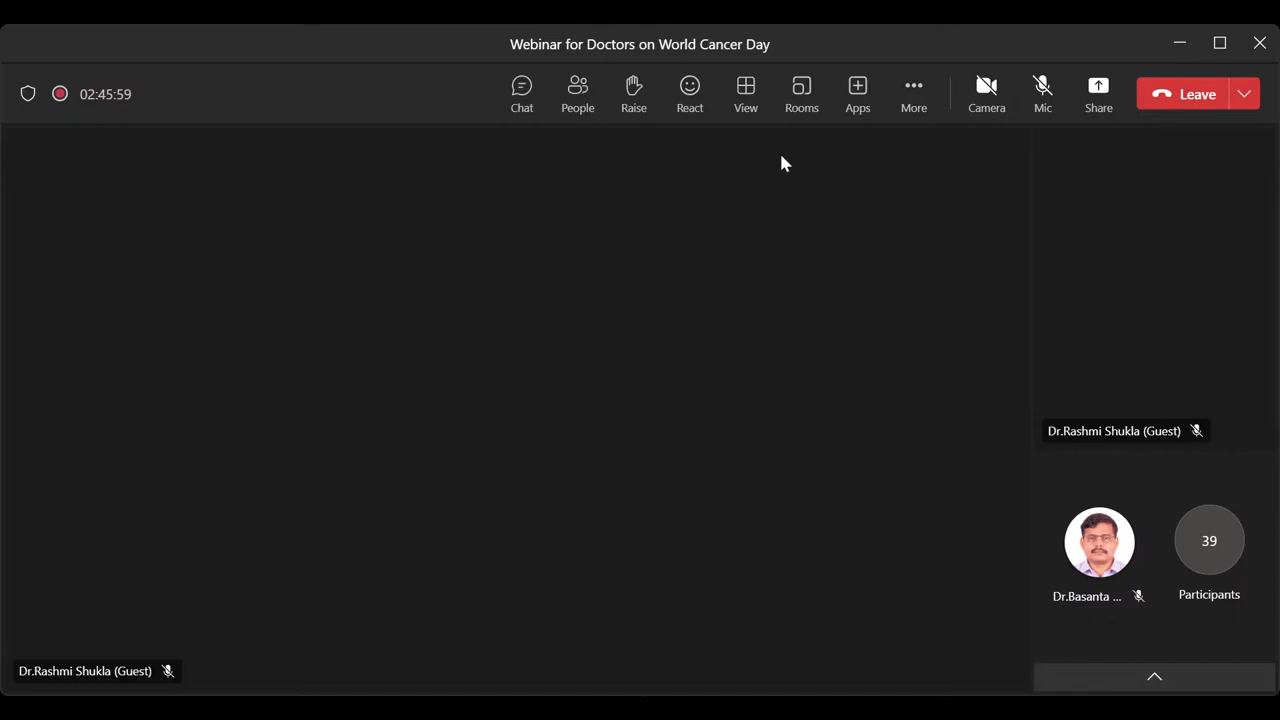 Webinar for Doctors on World Cancer Day
02:45:59
Chat
People
Raise
React
View
Rooms
Apps
More
Camera
Mic
Share
Leave
Dr.Rashmi Shukla (Guest)
39
Dr.Basanta ...
Participants
Dr.Rashmi Shukla (Guest)